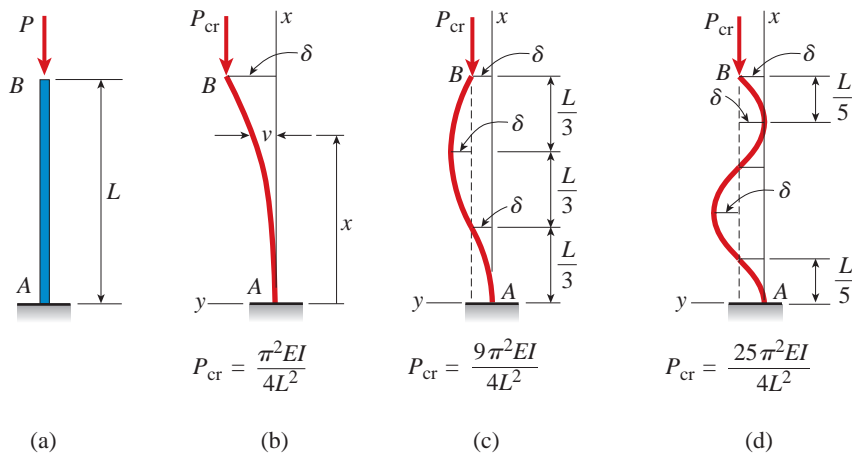 P
B
L
A
(a)
x
P_cr
δ
B
v
x
A
y
P_cr = π²EI / 4L²
(b)
x
P_cr
B
δ
L/3
δ
L/3
δ
L/3
A
y
P_cr = 9π²EI / 4L²
(c)
x
P_cr
B
δ
L/5
δ
δ
L/5
A
y
P_cr = 25π²EI / 4L²
(d)